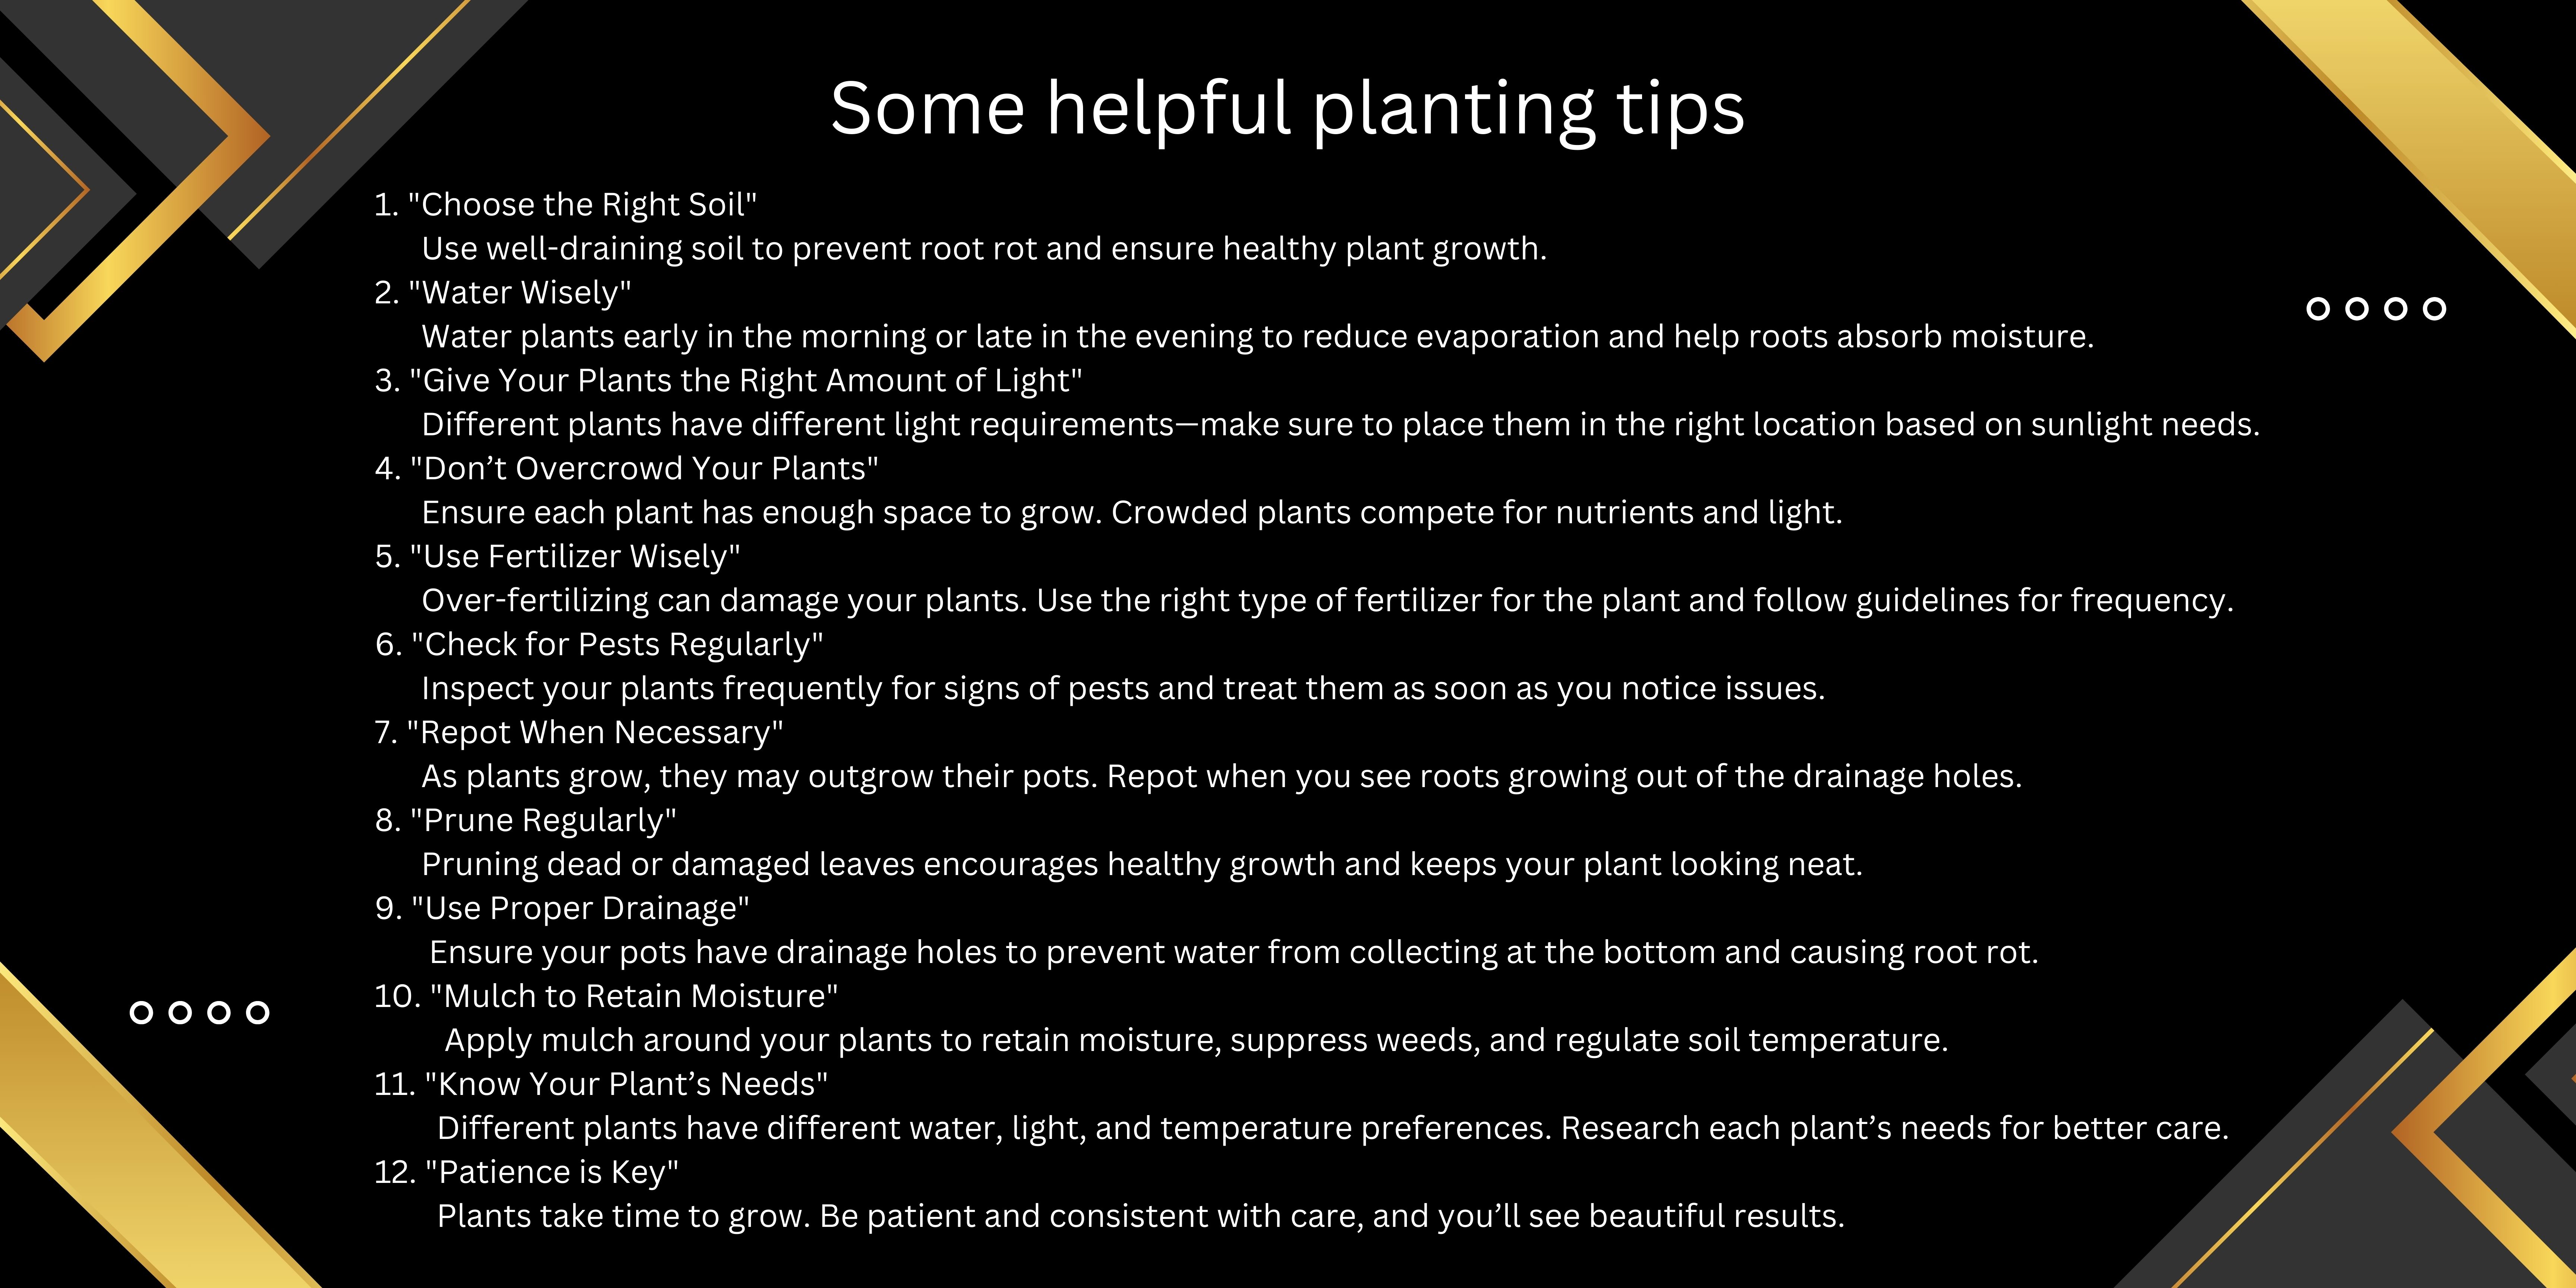 Some helpful planting tips
1. "Choose the Right Soil"
Use well-draining soil to prevent root rot and ensure healthy plant growth.
2. "Water Wisely"
Water plants early in the morning or late in the evening to reduce evaporation and help roots absorb moisture.
3. "Give Your Plants the Right Amount of Light"
Different plants have different light requirements—make sure to place them in the right location based on sunlight needs.
4. "Don’t Overcrowd Your Plants"
Ensure each plant has enough space to grow. Crowded plants compete for nutrients and light.
5. "Use Fertilizer Wisely"
Over-fertilizing can damage your plants. Use the right type of fertilizer for the plant and follow guidelines for frequency.
6. "Check for Pests Regularly"
Inspect your plants frequently for signs of pests and treat them as soon as you notice issues.
7. "Repot When Necessary"
As plants grow, they may outgrow their pots. Repot when you see roots growing out of the drainage holes.
8. "Prune Regularly"
Pruning dead or damaged leaves encourages healthy growth and keeps your plant looking neat.
9. "Use Proper Drainage"
Ensure your pots have drainage holes to prevent water from collecting at the bottom and causing root rot.
10. "Mulch to Retain Moisture"
Apply mulch around your plants to retain moisture, suppress weeds, and regulate soil temperature.
11. "Know Your Plant’s Needs"
Different plants have different water, light, and temperature preferences. Research each plant’s needs for better care.
12. "Patience is Key"
Plants take time to grow. Be patient and consistent with care, and you’ll see beautiful results.